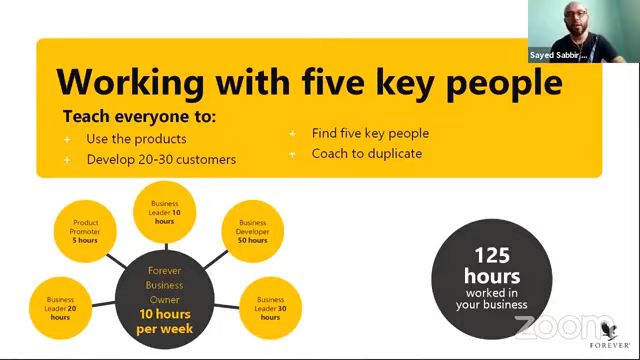 Sayed Sabbir...
Working with five key people
Teach everyone to:
+ Use the products
+ Develop 20-30 customers
+ Find five key people
+ Coach to duplicate
Business
Leader 10
hours
Product
Promoter
5 hours
Business
Developer
50 hours
Business
Leader 20
hours
Forever
Business
Owner
10 hours
per week
Business
Leader 30
hours
125
hours
worked in
your business
zoom
FOREVER